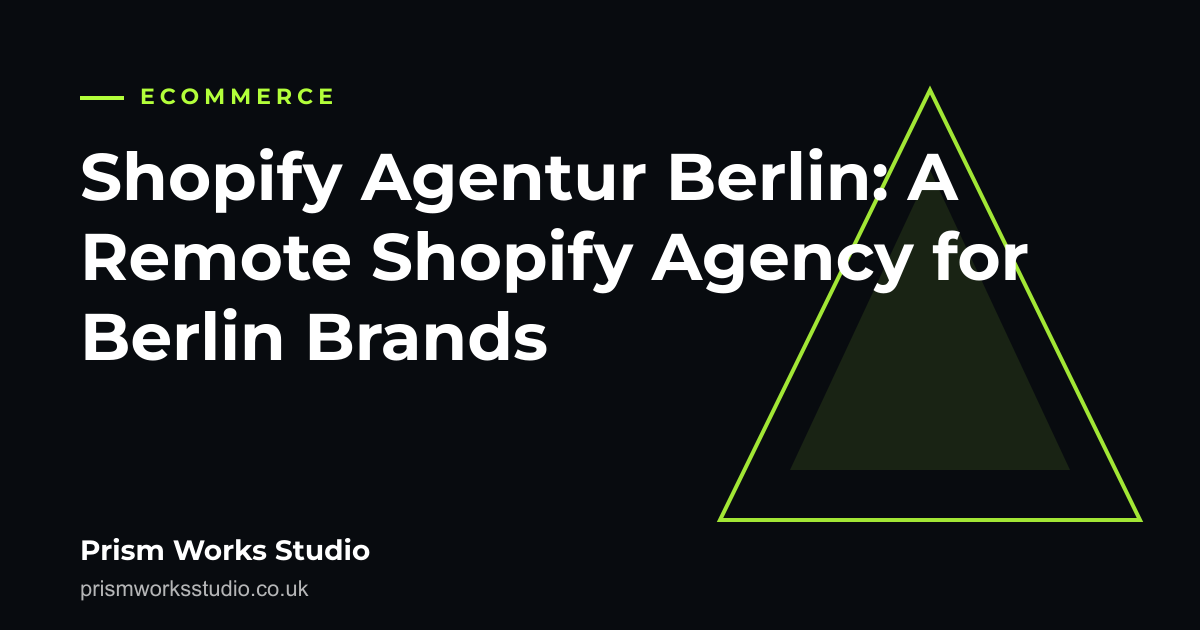 ECOMMERCE
Shopify Agentur Berlin: A
Remote Shopify Agency for
Berlin Brands
Prism Works Studio
prismworksstudio.co.uk